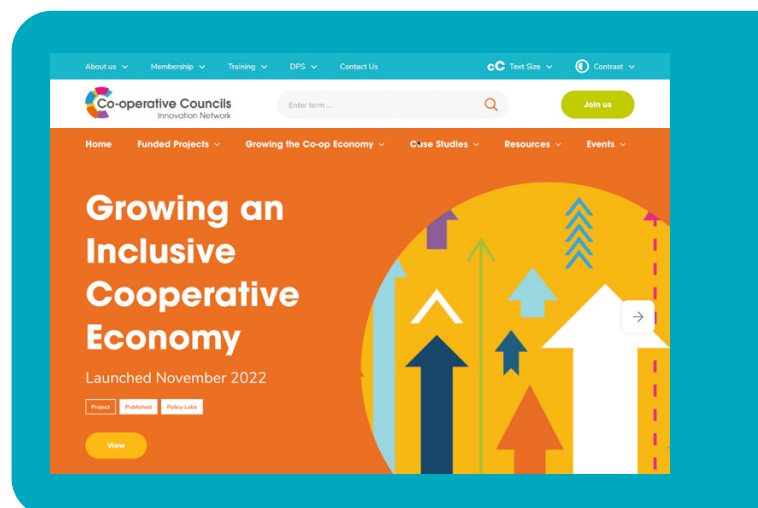 About us Membership Training DPS Contact Us cC Text Size Contrast
Co-operative Councils
Innovation Network
Enter term ...
Join us
Home Funded Projects Growing the Co-op Economy Case Studies Resources Events
Growing an
Inclusive
Cooperative
Economy
Launched November 2022
Project Published Policy Labs
View